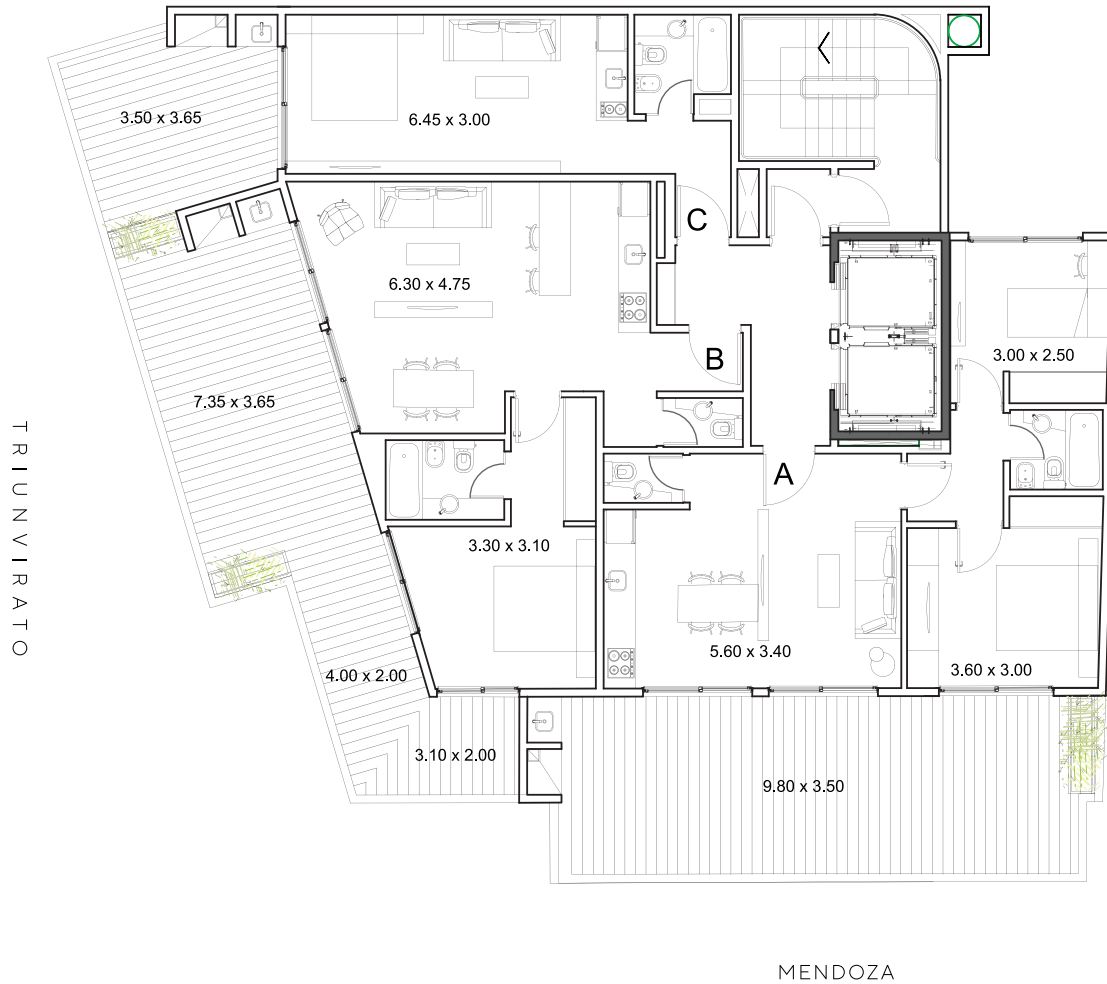 3.50 x 3.65
6.45 x 3.00
C
6.30 x 4.75
B
3.00 x 2.50
7.35 x 3.65
A
3.30 x 3.10
5.60 x 3.40
3.60 x 3.00
4.00 x 2.00
3.10 x 2.00
9.80 x 3.50
TRIUNVIRATO
MENDOZA